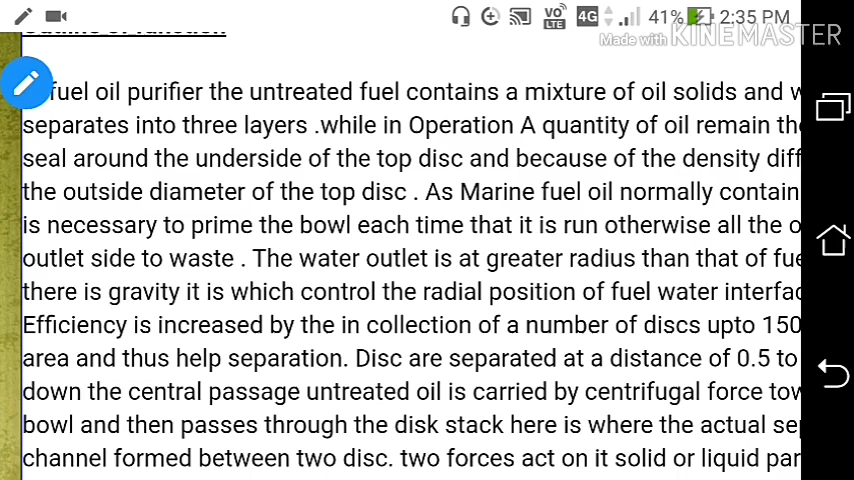 41% 2:35 PM
VO LTE 4G
Made with KINEMASTER
Outline of function
fuel oil purifier the untreated fuel contains a mixture of oil solids and
separates into three layers .while in Operation A quantity of oil remain
seal around the underside of the top disc and because of the density
the outside diameter of the top disc . As Marine fuel oil normally contain
is necessary to prime the bowl each time that it is run otherwise all the
outlet side to waste . The water outlet is at greater radius than that of
there is gravity it is which control the radial position of fuel water
Efficiency is increased by the in collection of a number of discs upto 150
area and thus help separation. Disc are separated at a distance of 0.5 to
down the central passage untreated oil is carried by centrifugal force
bowl and then passes through the disk stack here is where the actual
channel formed between two disc. two forces act on it solid or liquid